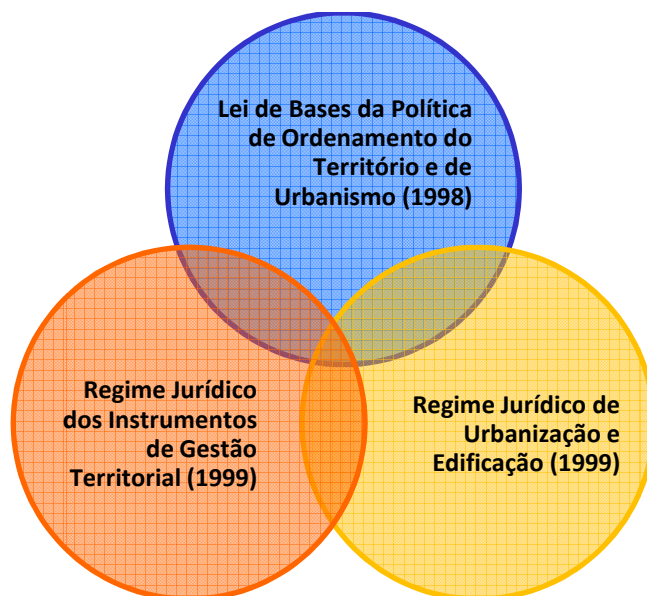 Lei de Bases da Política
de Ordenamento do
Território e de
Urbanismo (1998)
Regime Jurídico
dos Instrumentos
de Gestão
Territorial (1999)
Regime Jurídico de
Urbanização e
Edificação (1999)